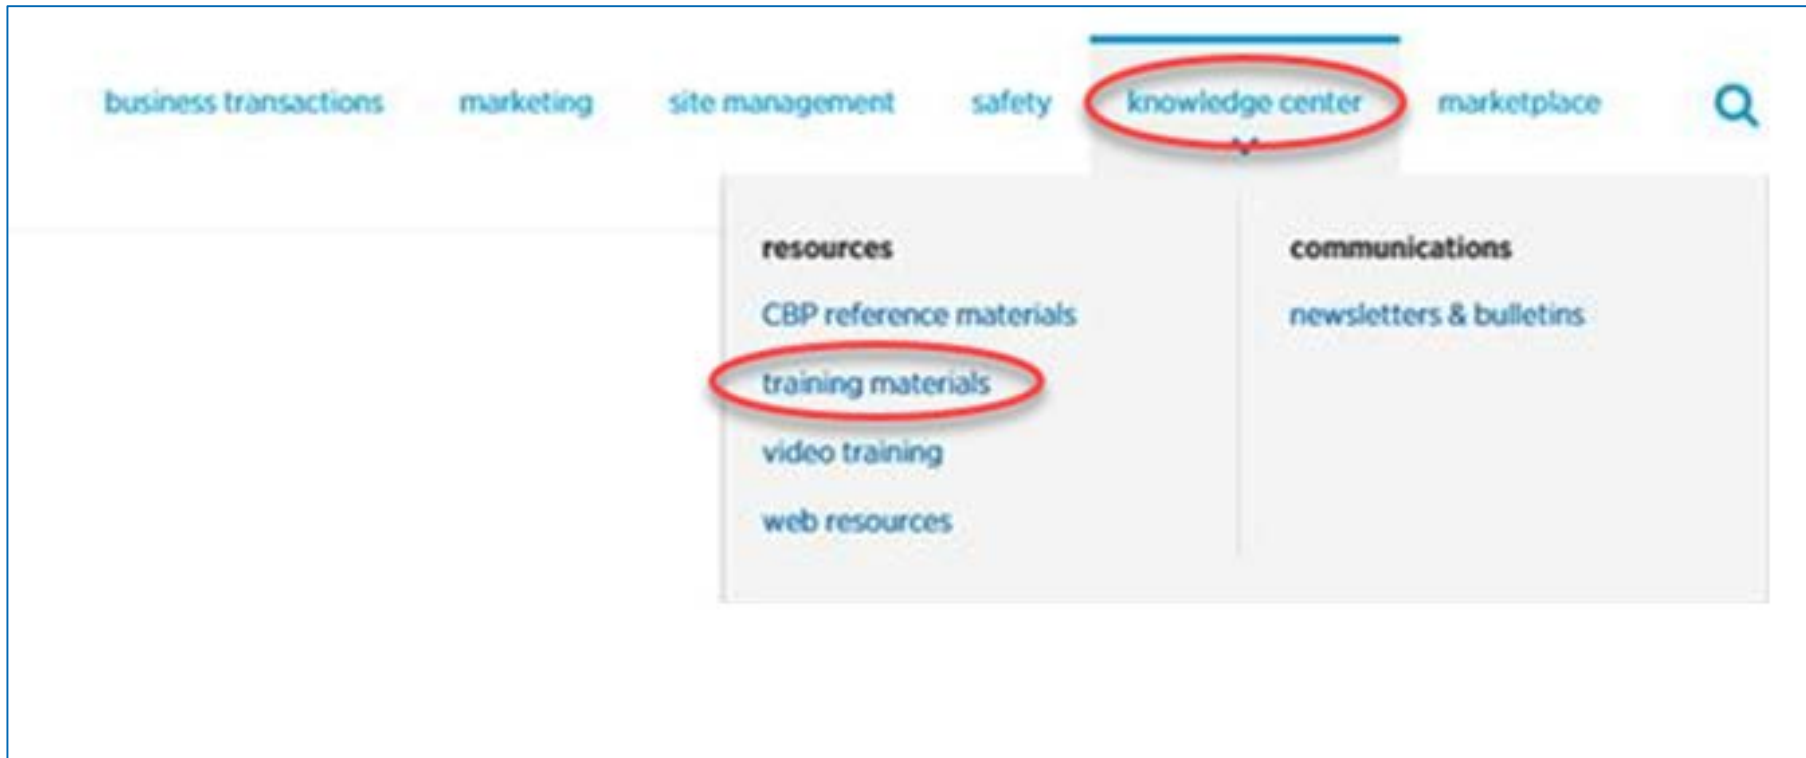 business transactions marketing site management safety knowledge center marketplace
resources
CBP reference materials
training materials
video training
web resources
communications
newsletters & bulletins